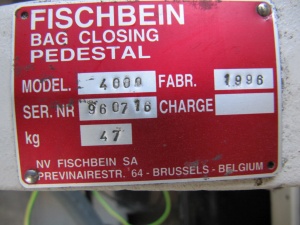 FISCHBEIN
BAG CLOSING
PEDESTAL
MODEL. 4000 FABR. 1996
SER. NR 960716 CHARGE
kg 47
NV FISCHBEIN SA
PREVINAIRESTR. 64 - BRUSSELS - BELGIUM